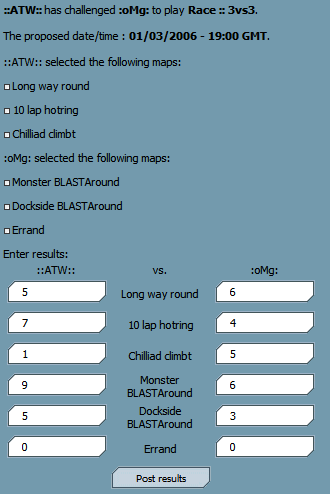 ::ATW:: has challenged :oMg: to play Race :: 3vs3.
The proposed date/time : 01/03/2006 - 19:00 GMT.
::ATW:: selected the following maps:
Long way round
10 lap hotring
Chilliad climbt
:oMg: selected the following maps:
Monster BLASTAround
Dockside BLASTAround
Errand
Enter results:
::ATW:: vs. :oMg:
5 Long way round 6
7 10 lap hotring 4
1 Chilliad climbt 5
9 Monster BLASTAround 6
5 Dockside BLASTAround 3
0 Errand 0
Post results